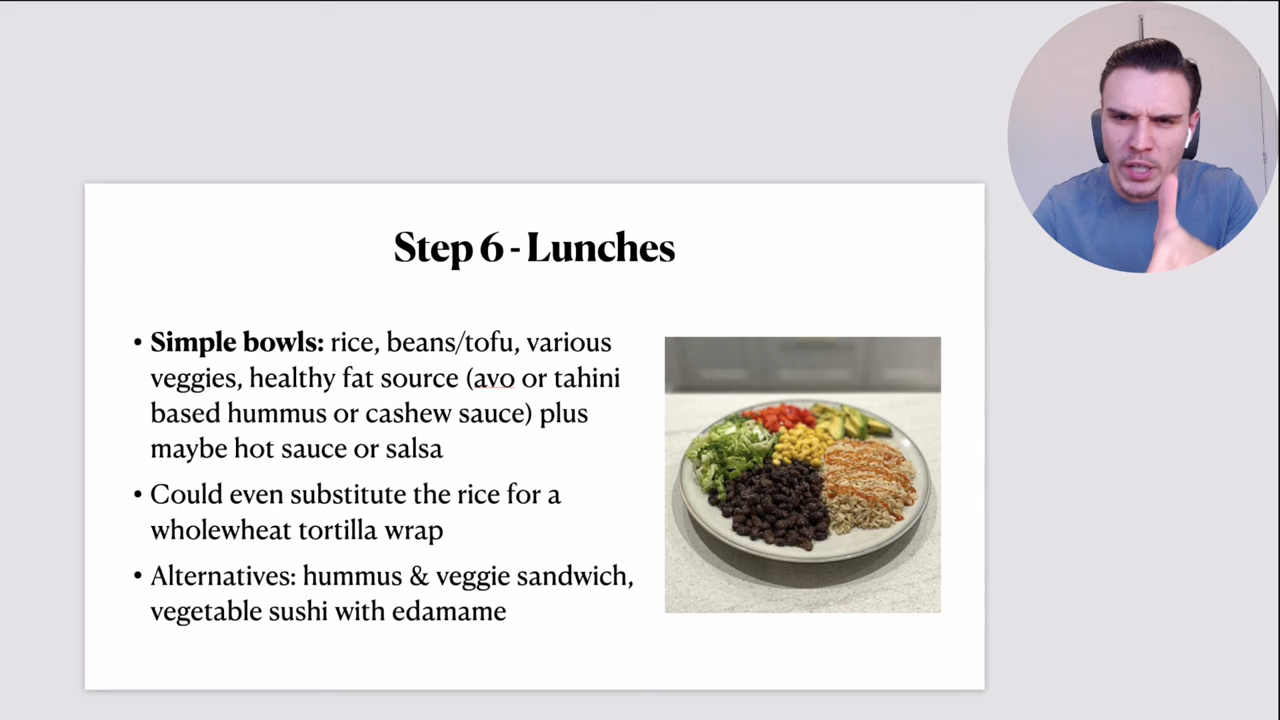 Step 6 - Lunches
• Simple bowls: rice, beans/tofu, various
veggies, healthy fat source (avo or tahini
based hummus or cashew sauce) plus
maybe hot sauce or salsa
• Could even substitute the rice for a
wholewheat tortilla wrap
• Alternatives: hummus & veggie sandwich,
vegetable sushi with edamame